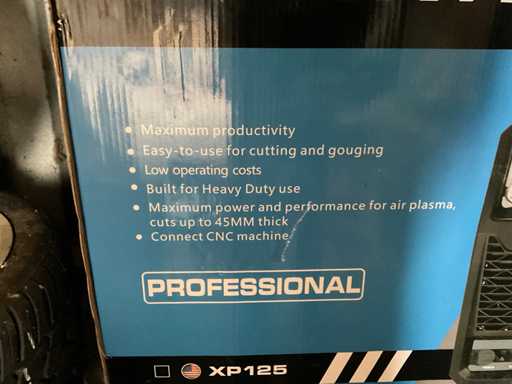 • Maximum productivity
• Easy-to-use for cutting and gouging
• Low operating costs
• Built for Heavy Duty use
• Maximum power and performance for air plasma,
cuts up to 45MM thick
• Connect CNC machine
PROFESSIONAL
XP125